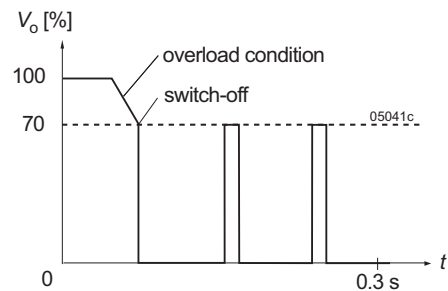 Vo [%]
overload condition
100
switch-off
05041c
70
t
0
0.3 s